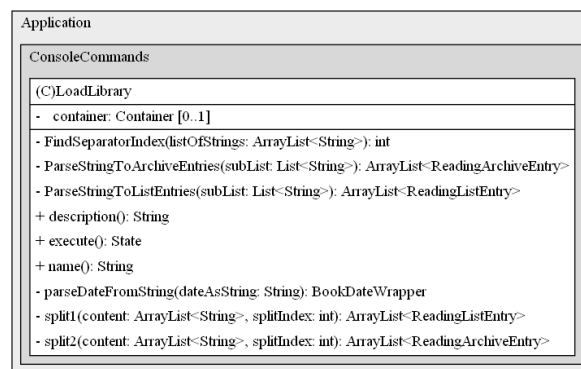 Application
ConsoleCommands
(C)LoadLibrary
- container: Container [0..1]
- FindSeparatorIndex(listOfStrings: ArrayList<String>): int
- ParseStringToArchiveEntries(subList: List<String>): ArrayList<ReadingArchiveEntry>
- ParseStringToListEntries(subList: List<String>): ArrayList<ReadingListEntry>
+ description(): String
+ execute(): State
+ name(): String
- parseDateFromString(dateAsString: String): BookDateWrapper
- split1(content: ArrayList<String>, splitIndex: int): ArrayList<ReadingListEntry>
- split2(content: ArrayList<String>, splitIndex: int): ArrayList<ReadingArchiveEntry>